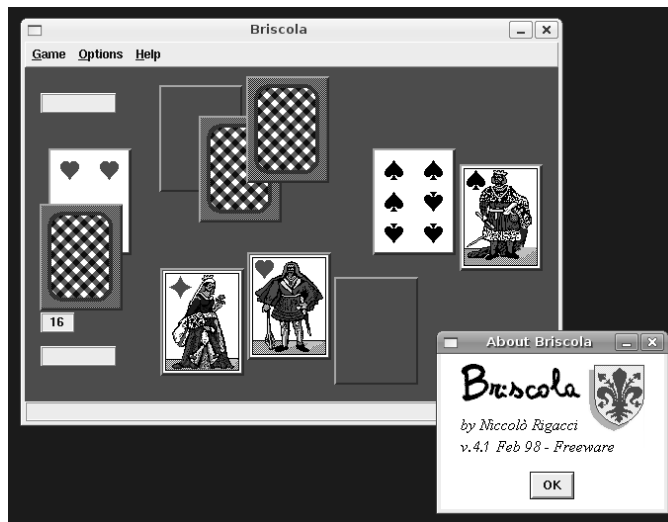 Briscola
Game Options Help
16
About Briscola
Briscola
by Niccolò Rigacci
v.4.1 Feb 98 - Freeware
OK